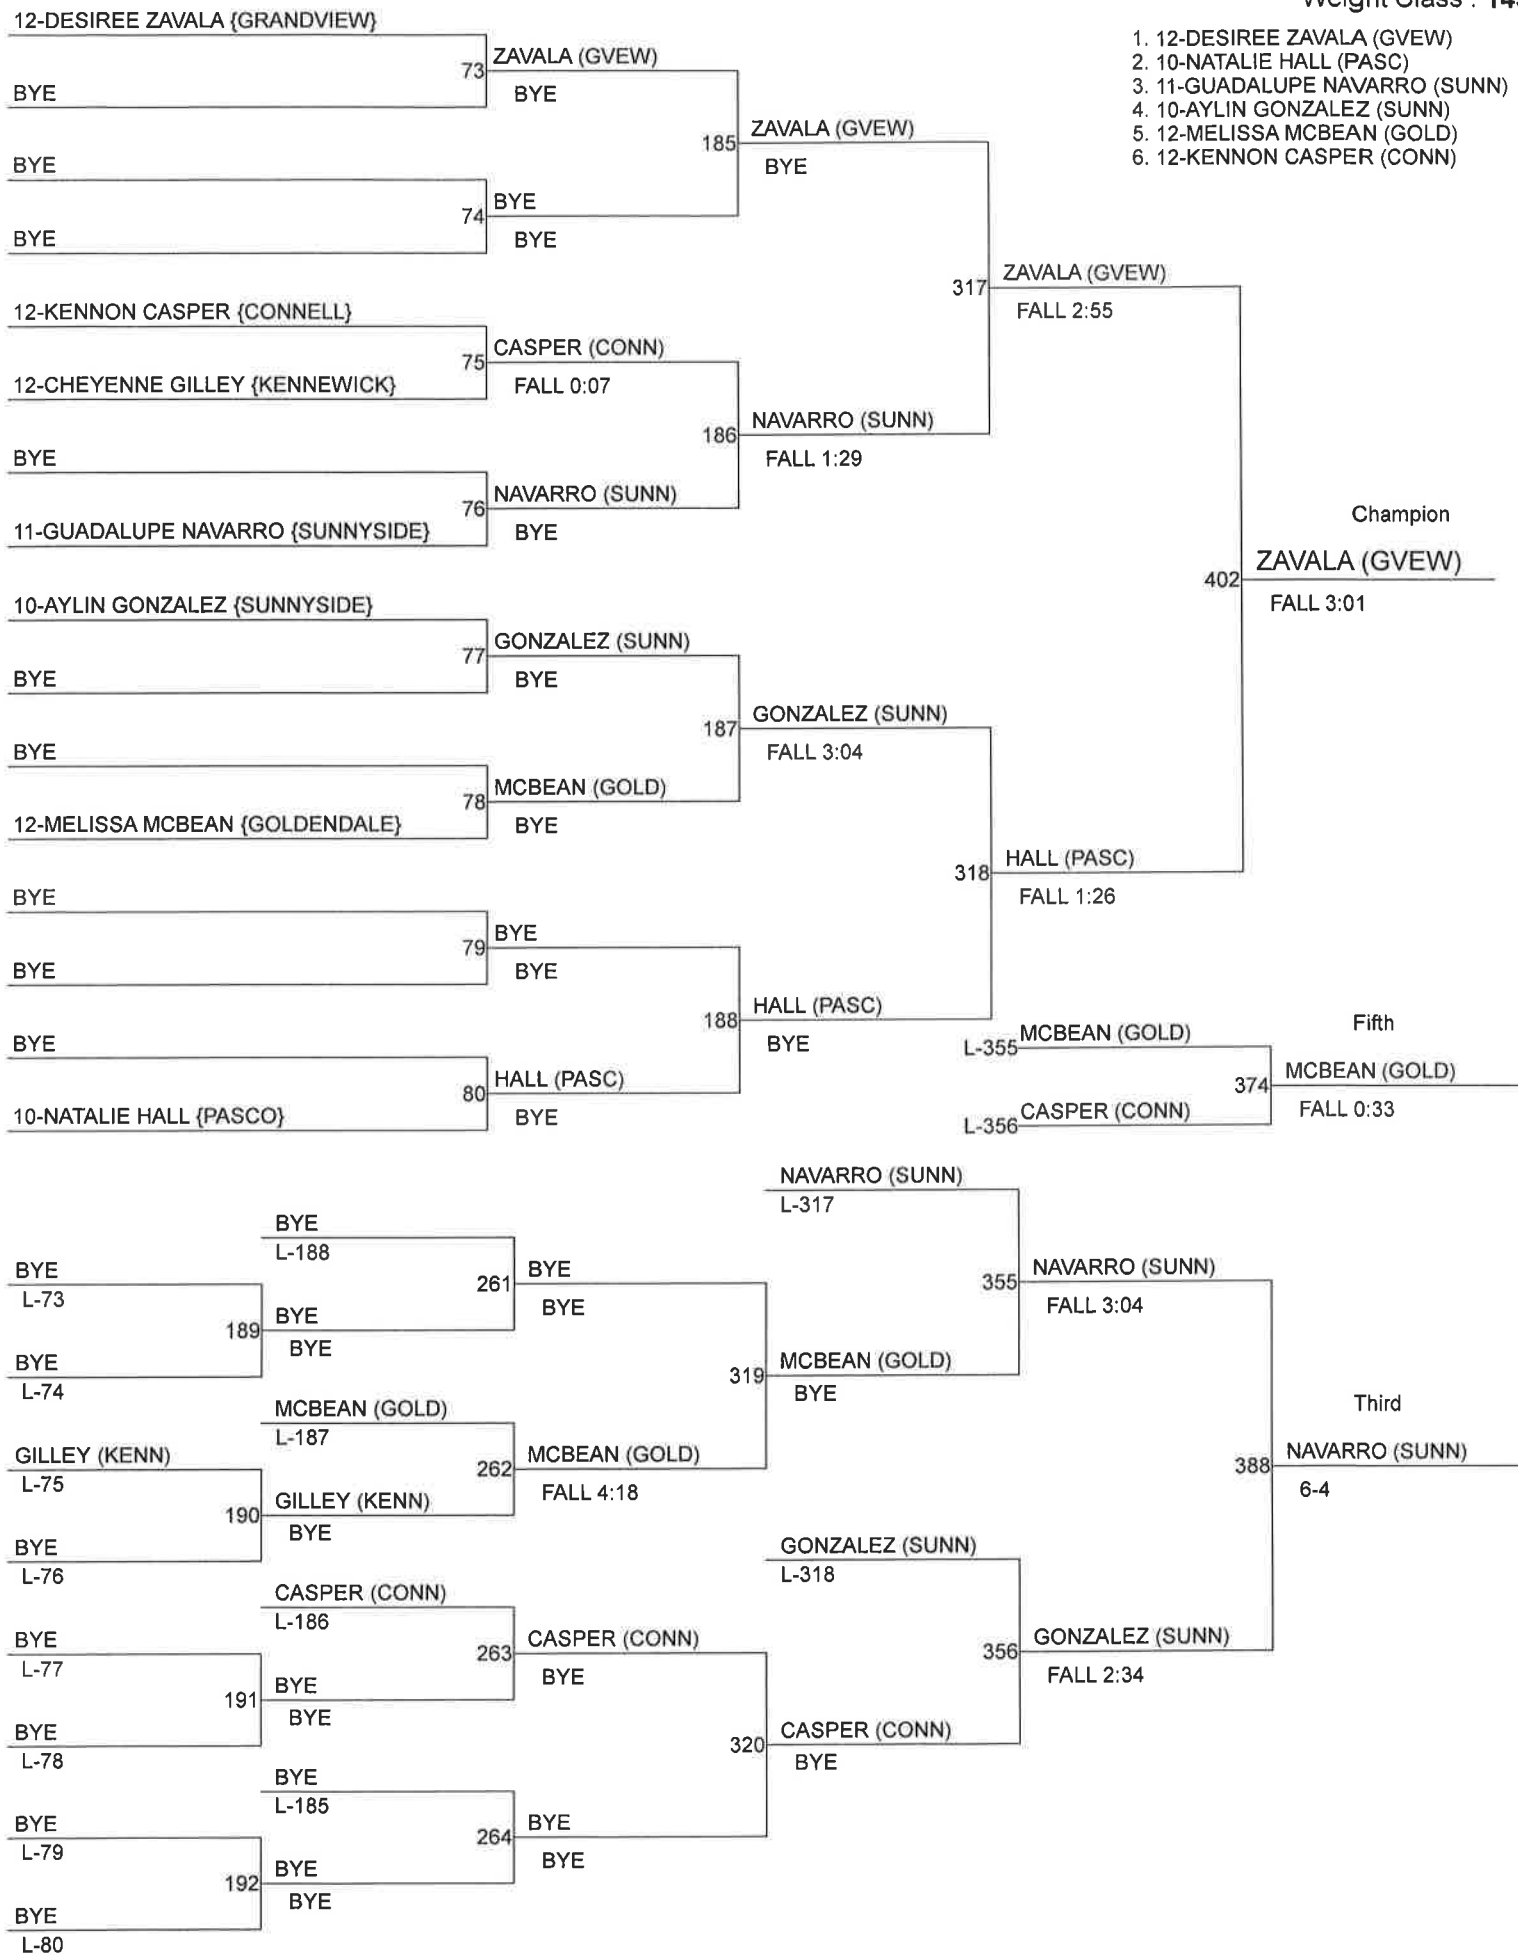 Weight Class :
1. 12-DESIREE ZAVALA (GVEW)
2. 10-NATALIE HALL (PASC)
3. 11-GUADALUPE NAVARRO (SUNN)
4. 10-AYLIN GONZALEZ (SUNN)
5. 12-MELISSA MCBEAN (GOLD)
6. 12-KENNON CASPER (CONN)
12-DESIREE ZAVALA {GRANDVIEW}
73
ZAVALA (GVEW)
BYE
BYE
185
ZAVALA (GVEW)
BYE
BYE
74
BYE
BYE
BYE
317
ZAVALA (GVEW)
FALL 2:55
12-KENNON CASPER {CONNELL}
75
CASPER (CONN)
FALL 0:07
12-CHEYENNE GILLEY {KENNEWICK}
186
NAVARRO (SUNN)
FALL 1:29
BYE
76
NAVARRO (SUNN)
BYE
11-GUADALUPE NAVARRO {SUNNYSIDE}
Champion
402
ZAVALA (GVEW)
FALL 3:01
10-AYLIN GONZALEZ {SUNNYSIDE}
77
GONZALEZ (SUNN)
BYE
BYE
187
GONZALEZ (SUNN)
FALL 3:04
BYE
78
MCBEAN (GOLD)
BYE
12-MELISSA MCBEAN {GOLDENDALE}
318
HALL (PASC)
FALL 1:26
BYE
79
BYE
BYE
BYE
188
HALL (PASC)
BYE
BYE
80
HALL (PASC)
BYE
10-NATALIE HALL {PASCO}
Fifth
L-355
MCBEAN (GOLD)
374
MCBEAN (GOLD)
FALL 0:33
L-356
CASPER (CONN)
NAVARRO (SUNN)
L-317
BYE
L-188
BYE
L-73
261
BYE
BYE
355
NAVARRO (SUNN)
FALL 3:04
189
BYE
BYE
BYE
L-74
319
MCBEAN (GOLD)
BYE
MCBEAN (GOLD)
L-187
Third
GILLEY (KENN)
L-75
262
MCBEAN (GOLD)
FALL 4:18
388
NAVARRO (SUNN)
6-4
190
GILLEY (KENN)
BYE
BYE
L-76
GONZALEZ (SUNN)
L-318
CASPER (CONN)
L-186
BYE
L-77
263
CASPER (CONN)
BYE
356
GONZALEZ (SUNN)
FALL 2:34
191
BYE
BYE
BYE
L-78
320
CASPER (CONN)
BYE
BYE
L-185
BYE
L-79
264
BYE
BYE
192
BYE
BYE
BYE
L-80